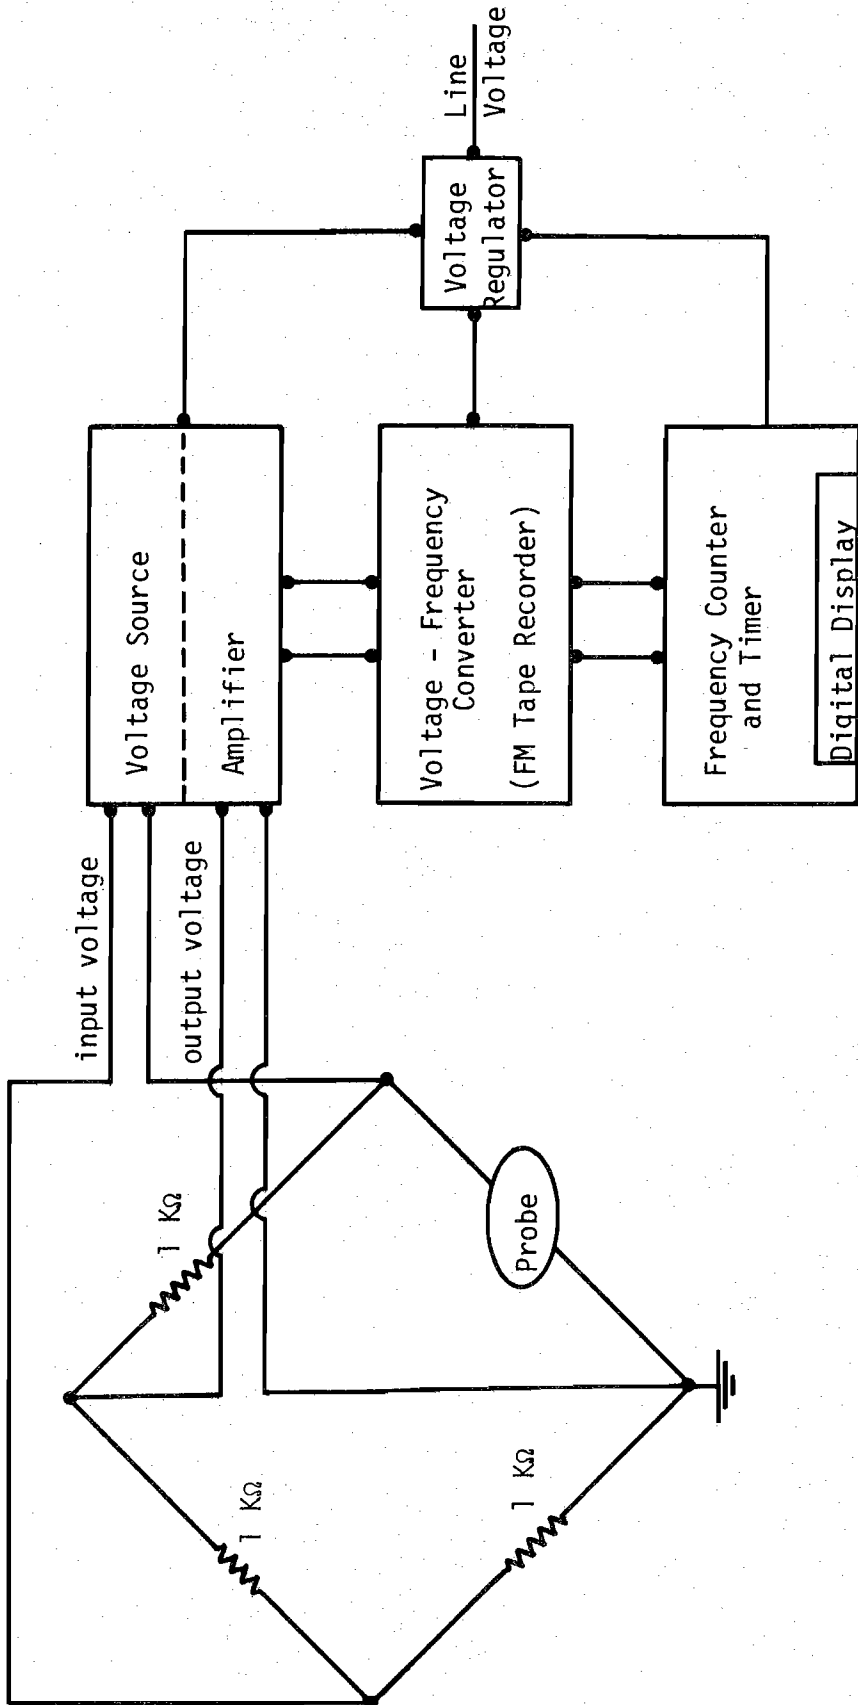 input voltage
output voltage
1 KΩ
1 KΩ
1 KΩ
Probe
Voltage Source
Amplifier
Voltage - Frequency
Converter
(FM Tape Recorder)
Frequency Counter
and Timer
Digital Display
Voltage
Regulator
Line
Voltage